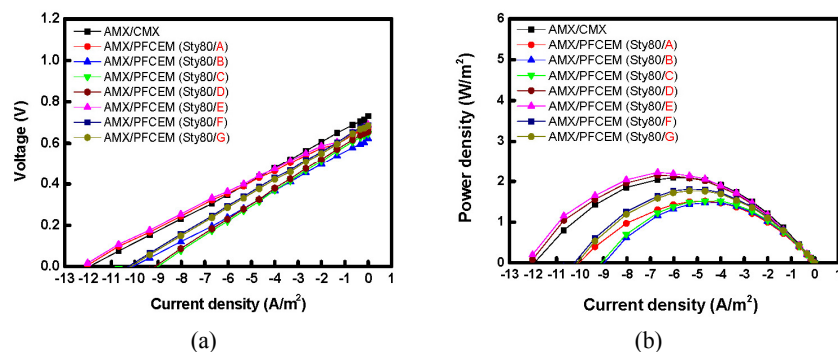 1.2
1.0
0.8
0.6
0.4
0.2
0.0
Voltage (V)
AMX/CMX
AMX/PFCEM (Sty80/A)
AMX/PFCEM (Sty80/B)
AMX/PFCEM (Sty80/C)
AMX/PFCEM (Sty80/D)
AMX/PFCEM (Sty80/E)
AMX/PFCEM (Sty80/F)
AMX/PFCEM (Sty80/G)
-13 -12 -11 -10 -9 -8 -7 -6 -5 -4 -3 -2 -1 0 1
Current density (A/m²)
(a)
6
5
4
3
2
1
0
Power density (W/m²)
AMX/CMX
AMX/PFCEM (Sty80/A)
AMX/PFCEM (Sty80/B)
AMX/PFCEM (Sty80/C)
AMX/PFCEM (Sty80/D)
AMX/PFCEM (Sty80/E)
AMX/PFCEM (Sty80/F)
AMX/PFCEM (Sty80/G)
-13 -12 -11 -10 -9 -8 -7 -6 -5 -4 -3 -2 -1 0 1
Current density (A/m²)
(b)